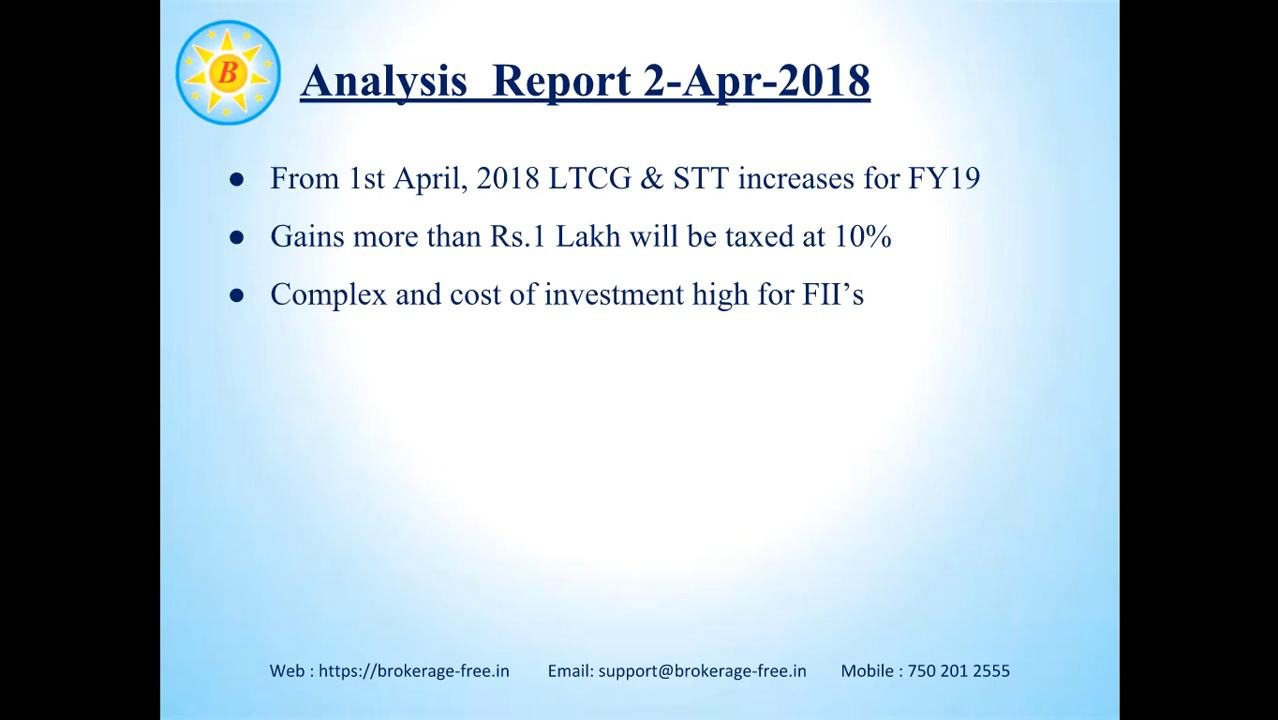 B
Analysis Report 2-Apr-2018
● From 1st April, 2018 LTCG & STT increases for FY19
● Gains more than Rs.1 Lakh will be taxed at 10%
● Complex and cost of investment high for FII’s
Web : https://brokerage-free.in Email: support@brokerage-free.in Mobile : 750 201 2555